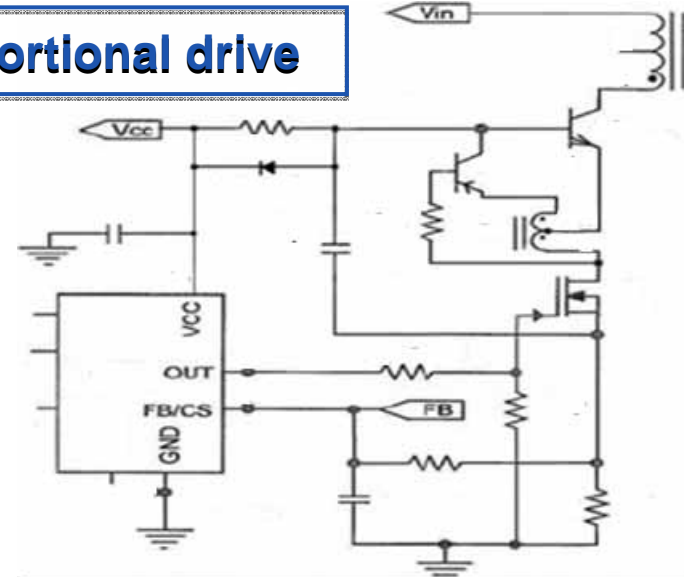 Vin
ortional drive
Vcc
VCC
OUT
FB/CS
FB
GND